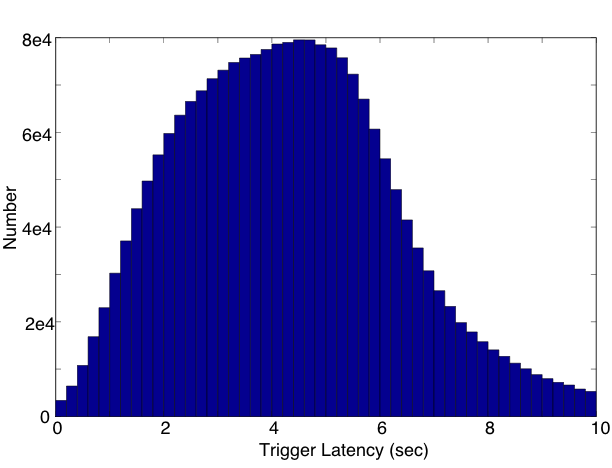 8e4
6e4
4e4
2e4
0
Number
0 2 4 6 8 10
Trigger Latency (sec)